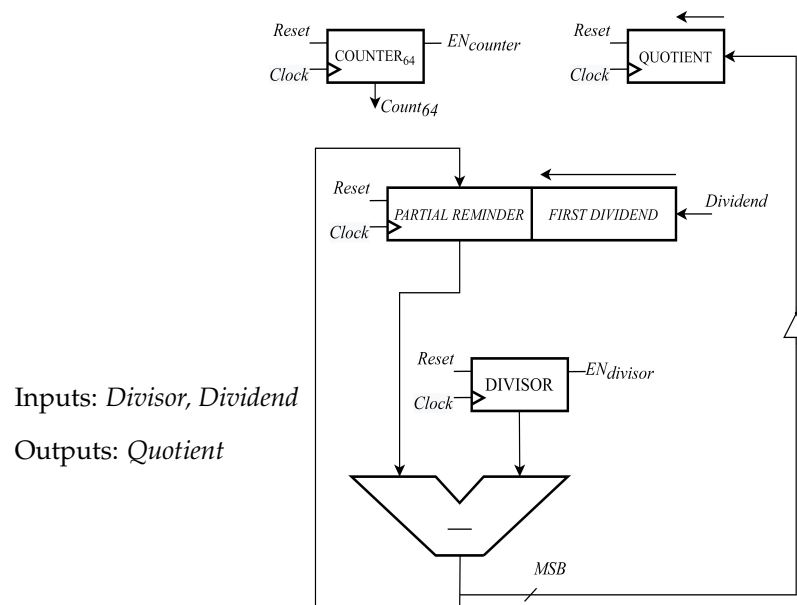 Reset
COUNTER64
ENcounter
Clock
Count64
Reset
QUOTIENT
Clock
Reset
PARTIAL REMINDER
FIRST DIVIDEND
Dividend
Clock
Reset
DIVISOR
ENdivisor
Clock
Inputs: Divisor, Dividend
Outputs: Quotient
—
MSB